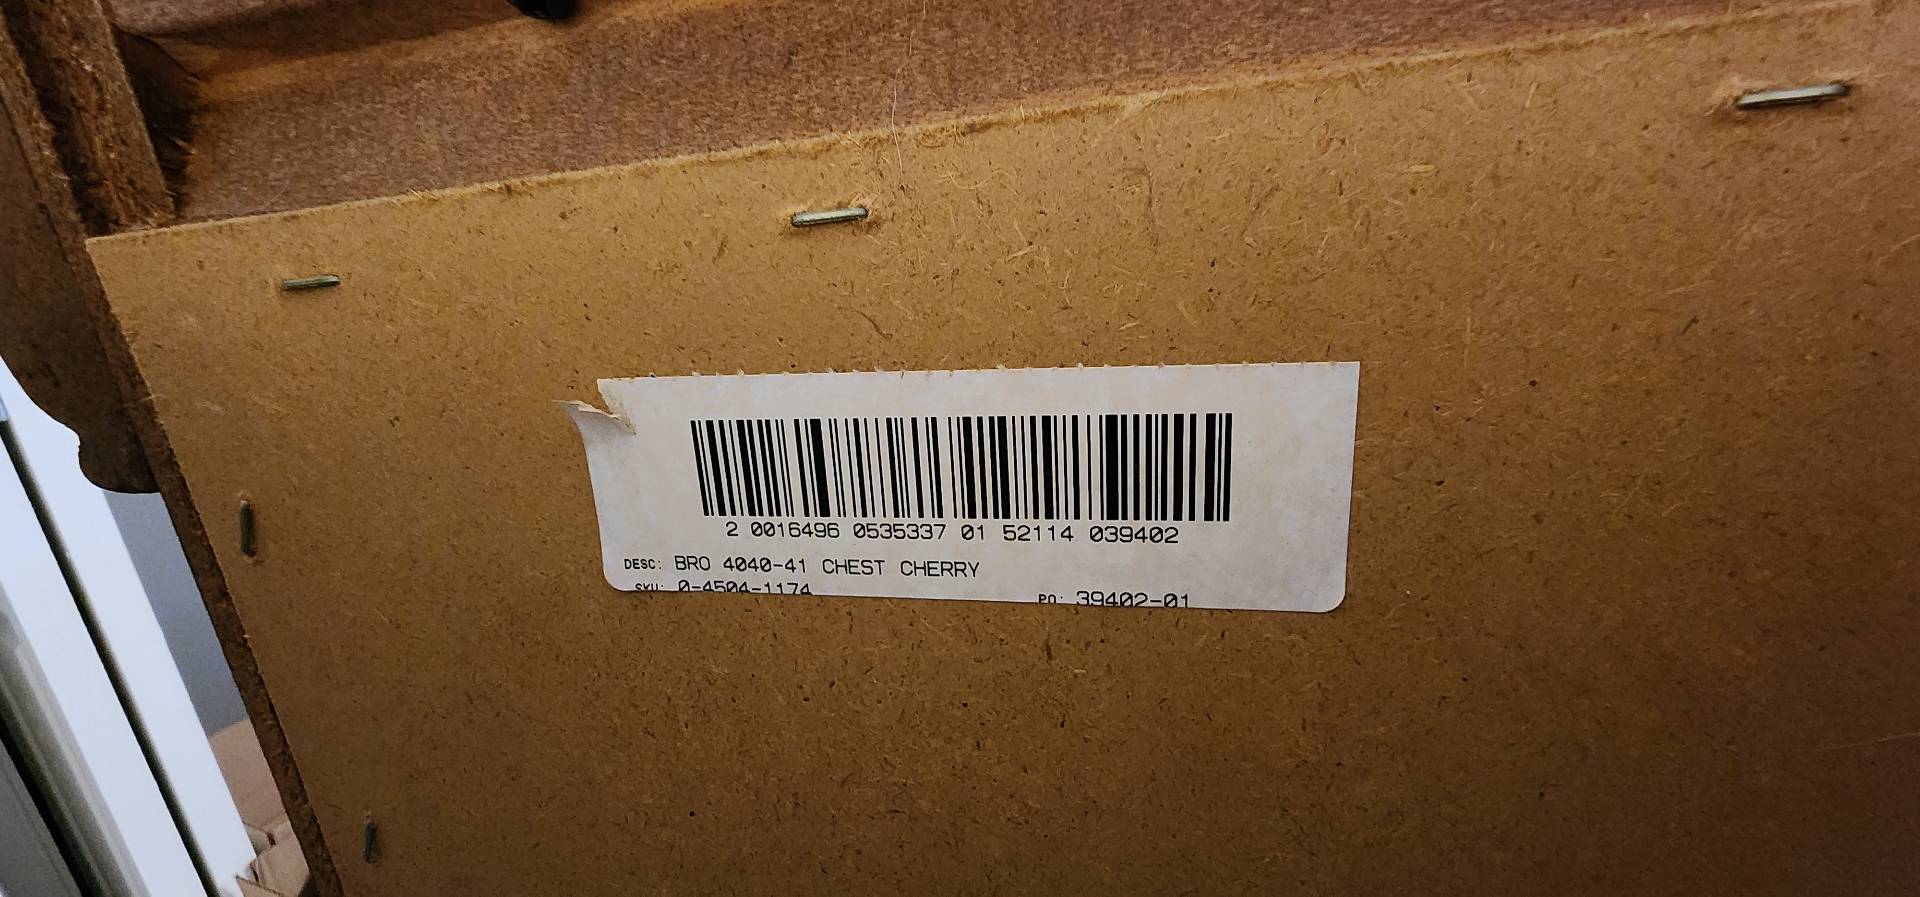 2 0016496 0535337 01 52114 039402
DESC: BRO 4040-41 CHEST CHERRY
SKU: 0-4504-1174
PO: 39402-01